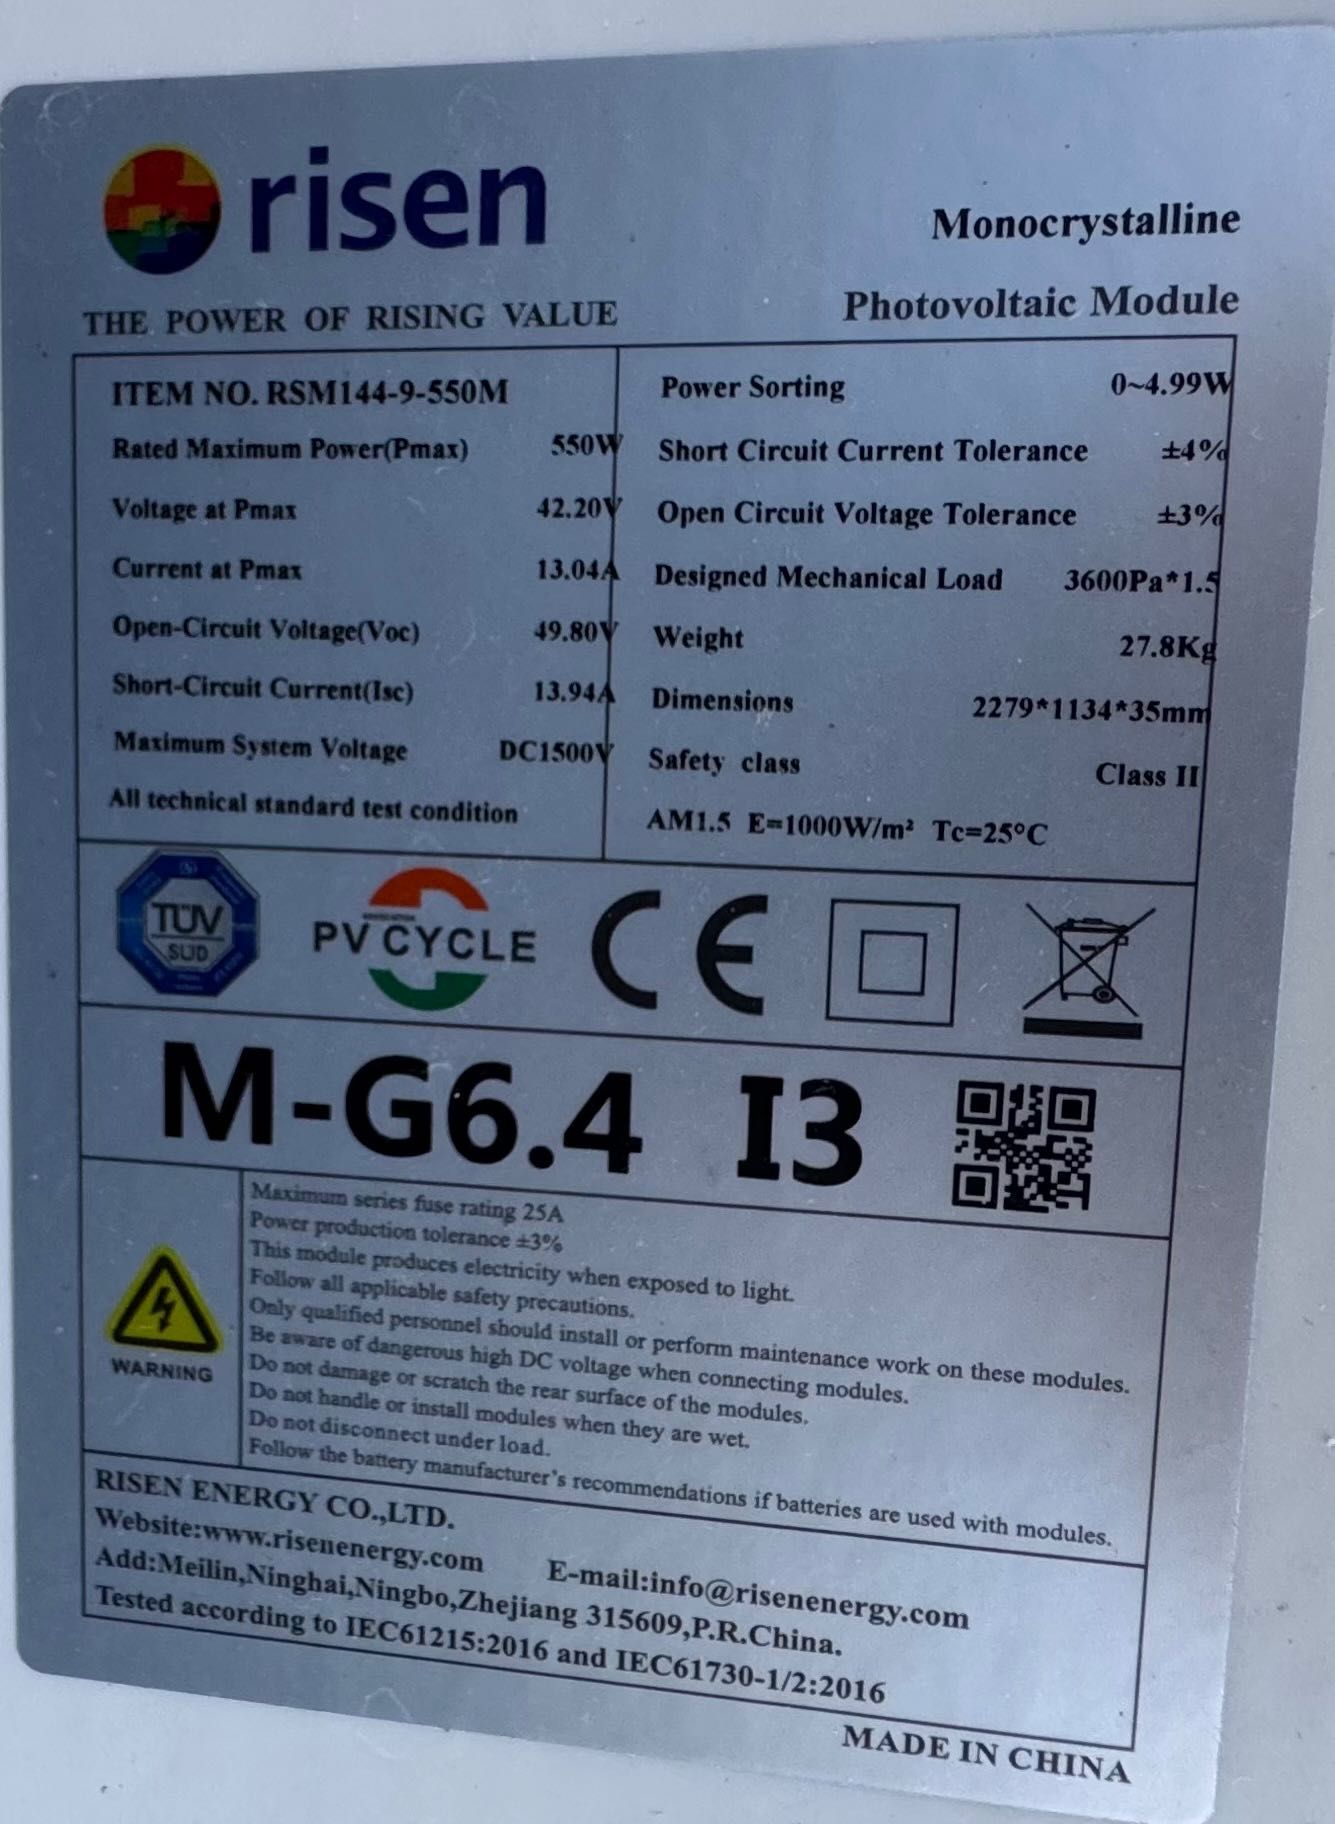 risen
Monocrystalline
Photovoltaic Module
THE POWER OF RISING VALUE
ITEM NO. RSM144-9-550M
Rated Maximum Power(Pmax) 550W
Voltage at Pmax 42.20V
Current at Pmax 13.04A
Open-Circuit Voltage(Voc) 49.80V
Short-Circuit Current(Isc) 13.94A
Maximum System Voltage DC1500V
All technical standard test condition
Power Sorting 0~4.99W
Short Circuit Current Tolerance ±4%
Open Circuit Voltage Tolerance ±3%
Designed Mechanical Load 3600Pa*1.5
Weight 27.8Kg
Dimensions 2279*1134*35mm
Safety class Class II
AM1.5 E=1000W/m² Tc=25°C
TÜV
SÜD
PV CYCLE
CE
M-G6.4 I3
WARNING
Maximum series fuse rating 25A
Power production tolerance ±3%
This module produces electricity when exposed to light.
Follow all applicable safety precautions.
Only qualified personnel should install or perform maintenance work on these modules.
Be aware of dangerous high DC voltage when connecting modules.
Do not damage or scratch the rear surface of the modules.
Do not handle or install modules when they are wet.
Do not disconnect under load.
Follow the battery manufacturer's recommendations if batteries are used with modules.
RISEN ENERGY CO.,LTD.
Website:www.risenenergy.com E-mail:info@risenenergy.com
Add:Meilin,Ninghai,Ningbo,Zhejiang 315609,P.R.China.
Tested according to IEC61215:2016 and IEC61730-1/2:2016
MADE IN CHINA